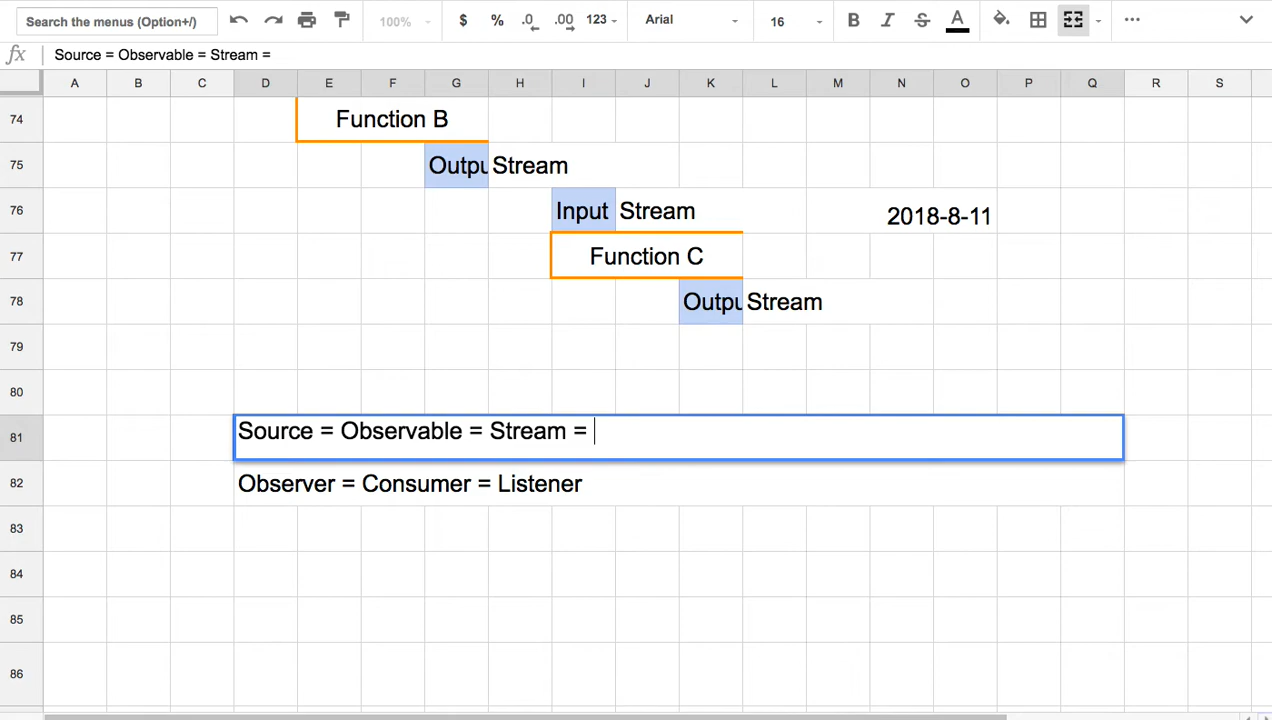 Search the menus (Option+/)
100%
$ % .0 .00 123
Arial
16
B I S A
fx Source = Observable = Stream =
A B C D E F G H I J K L M N O P Q R S
74 Function B
75 Outpu Stream
76 Input Stream 2018-8-11
77 Function C
78 Outpu Stream
79
80
81 Source = Observable = Stream =
82 Observer = Consumer = Listener
83
84
85
86